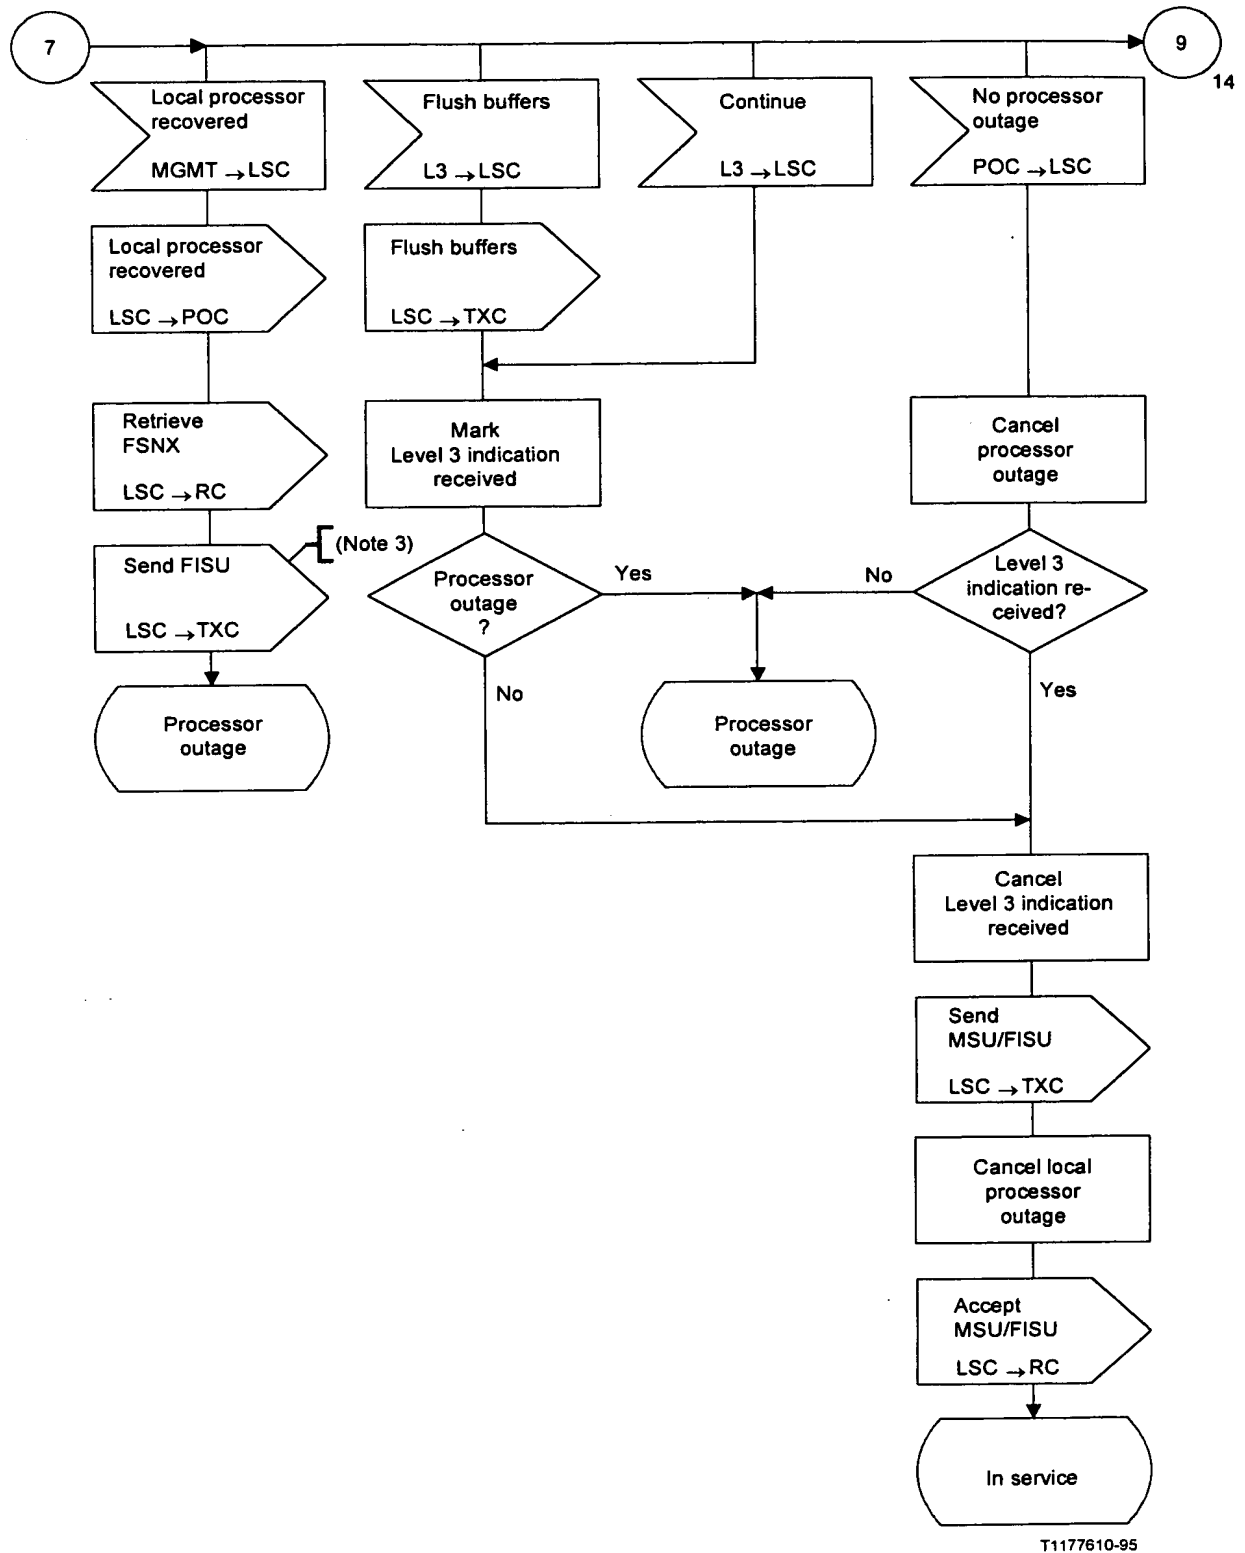 7
9
14
Local processor
recovered
MGMT → LSC
Flush buffers
L3 → LSC
Continue
L3 → LSC
No processor
outage
POC → LSC
Local processor
recovered
LSC → POC
Flush buffers
LSC → TXC
Retrieve
FSNX
LSC → RC
Mark
Level 3 indication
received
Cancel
processor
outage
Send FISU
LSC → TXC
(Note 3)
Processor
outage
?
Yes
No
No
Level 3
indication re-
ceived?
Yes
Processor
outage
Processor
outage
Cancel
Level 3 indication
received
Send
MSU/FISU
LSC → TXC
Cancel local
processor
outage
Accept
MSU/FISU
LSC → RC
In service
T1177610-95